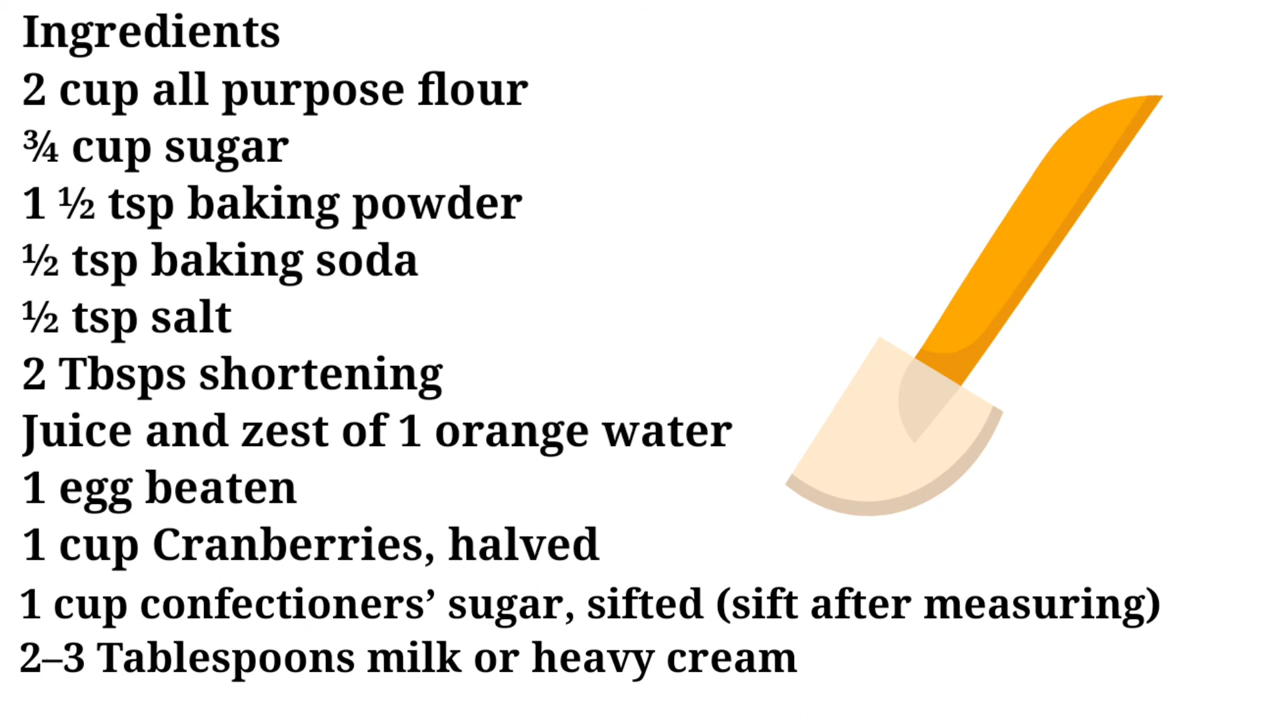 Ingredients
2 cup all purpose flour
¾ cup sugar
1 ½ tsp baking powder
½ tsp baking soda
½ tsp salt
2 Tbsps shortening
Juice and zest of 1 orange water
1 egg beaten
1 cup Cranberries, halved
1 cup confectioners’ sugar, sifted (sift after measuring)
2–3 Tablespoons milk or heavy cream